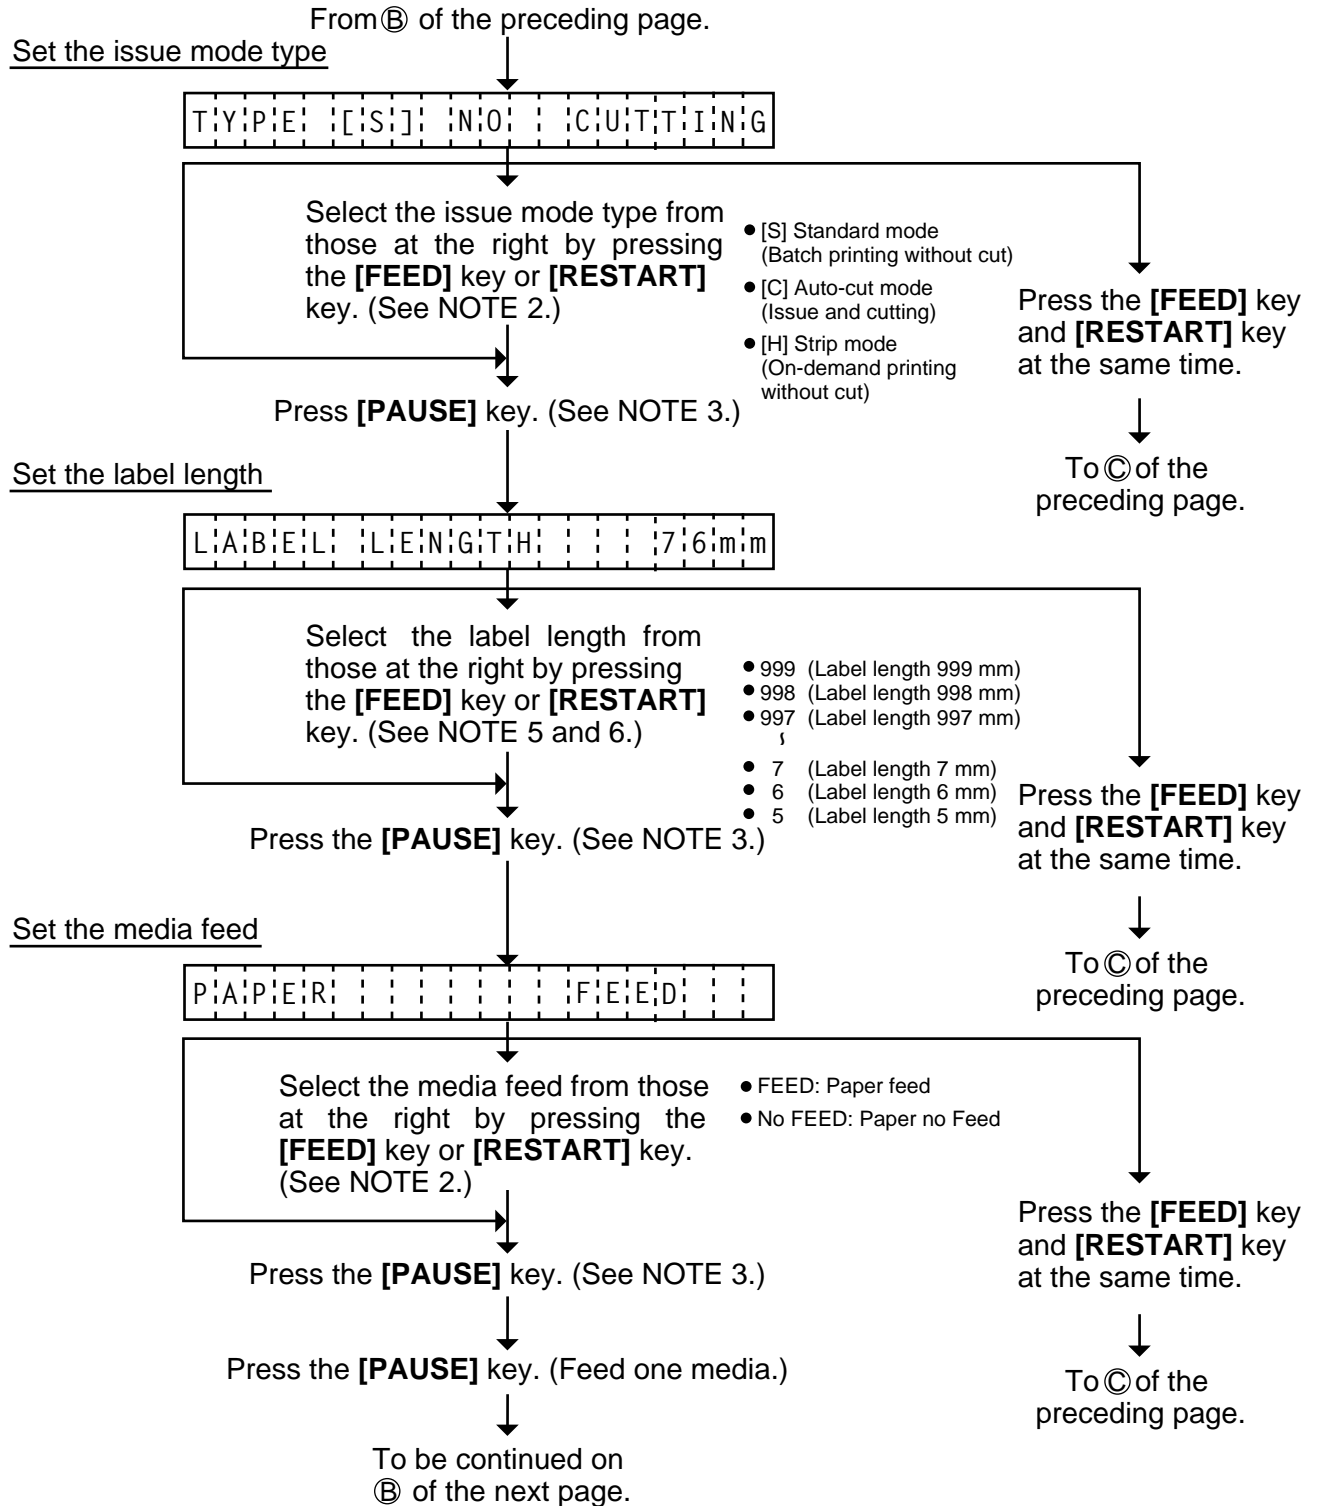 From Ⓑ of the preceding page.
Set the issue mode type
TYPE [S] NO  CUTTING
Select the issue mode type from
those at the right by pressing
the [FEED] key or [RESTART]
key. (See NOTE 2.)
● [S] Standard mode
(Batch printing without cut)
● [C] Auto-cut mode
(Issue and cutting)
● [H] Strip mode
(On-demand printing
without cut)
Press the [FEED] key
and [RESTART] key
at the same time.
Press [PAUSE] key. (See NOTE 3.)
To Ⓒ of the
preceding page.
Set the label length
LABEL LENGTH    76mm
Select the label length from
those at the right by pressing
the [FEED] key or [RESTART]
key. (See NOTE 5 and 6.)
● 999 (Label length 999 mm)
● 998 (Label length 998 mm)
● 997 (Label length 997 mm)
≀
● 7 (Label length 7 mm)
● 6 (Label length 6 mm)
● 5 (Label length 5 mm)
Press the [FEED] key
and [RESTART] key
at the same time.
Press the [PAUSE] key. (See NOTE 3.)
To Ⓒ of the
preceding page.
Set the media feed
PAPER        FEED
Select the media feed from those
at the right by pressing the
[FEED] key or [RESTART] key.
(See NOTE 2.)
● FEED: Paper feed
● No FEED: Paper no Feed
Press the [FEED] key
and [RESTART] key
at the same time.
Press the [PAUSE] key. (See NOTE 3.)
Press the [PAUSE] key. (Feed one media.)
To Ⓒ of the
preceding page.
To be continued on
Ⓑ of the next page.